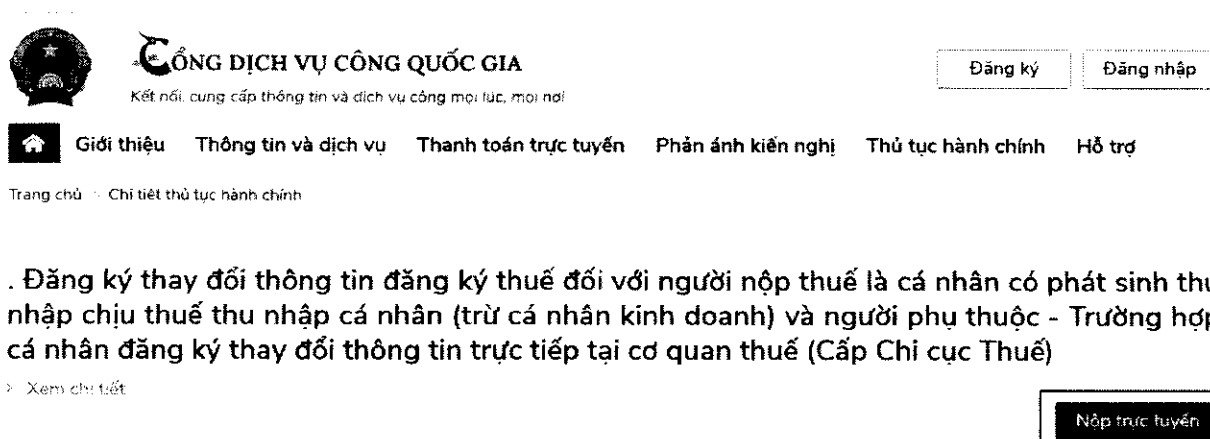 CỔNG DỊCH VỤ CÔNG QUỐC GIA
Kết nối, cung cấp thông tin và dịch vụ công mọi lúc, mọi nơi
Đăng ký
Đăng nhập
Giới thiệu Thông tin và dịch vụ Thanh toán trực tuyến Phản ánh kiến nghị Thủ tục hành chính Hỗ trợ
Trang chủ Chi tiết thủ tục hành chính
. Đăng ký thay đổi thông tin đăng ký thuế đối với người nộp thuế là cá nhân có phát sinh thu
nhập chịu thuế thu nhập cá nhân (trừ cá nhân kinh doanh) và người phụ thuộc - Trường hợp
cá nhân đăng ký thay đổi thông tin trực tiếp tại cơ quan thuế (Cấp Chi cục Thuế)
> Xem chi tiết
Nộp trực tuyến